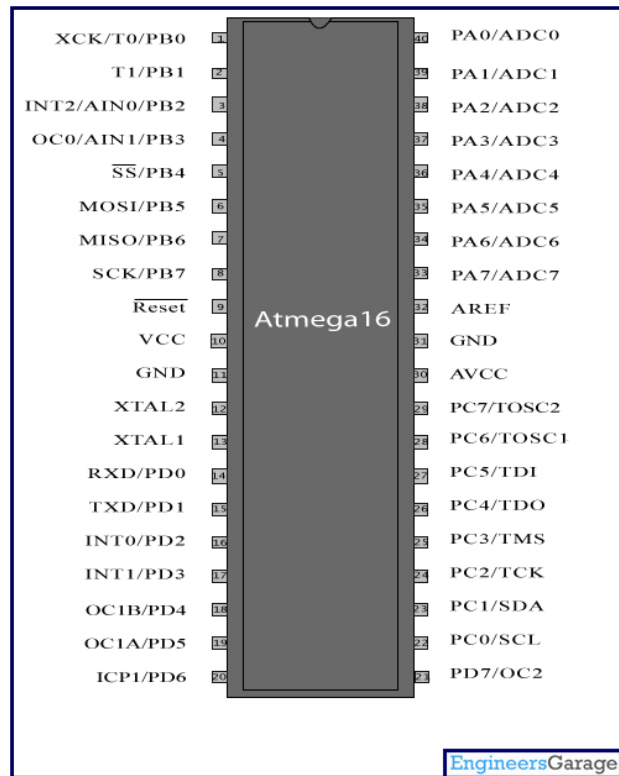 XCK/T0/PB0 1 40 PA0/ADC0
T1/PB1 2 39 PA1/ADC1
INT2/AIN0/PB2 3 38 PA2/ADC2
OC0/AIN1/PB3 4 37 PA3/ADC3
SS/PB4 5 36 PA4/ADC4
MOSI/PB5 6 35 PA5/ADC5
MISO/PB6 7 34 PA6/ADC6
SCK/PB7 8 33 PA7/ADC7
Reset 9 32 AREF
Atmega16
VCC 10 31 GND
GND 11 30 AVCC
XTAL2 12 29 PC7/TOSC2
XTAL1 13 28 PC6/TOSC1
RXD/PD0 14 27 PC5/TDI
TXD/PD1 15 26 PC4/TDO
INT0/PD2 16 25 PC3/TMS
INT1/PD3 17 24 PC2/TCK
OC1B/PD4 18 23 PC1/SDA
OC1A/PD5 19 22 PC0/SCL
ICP1/PD6 20 21 PD7/OC2
EngineersGarage